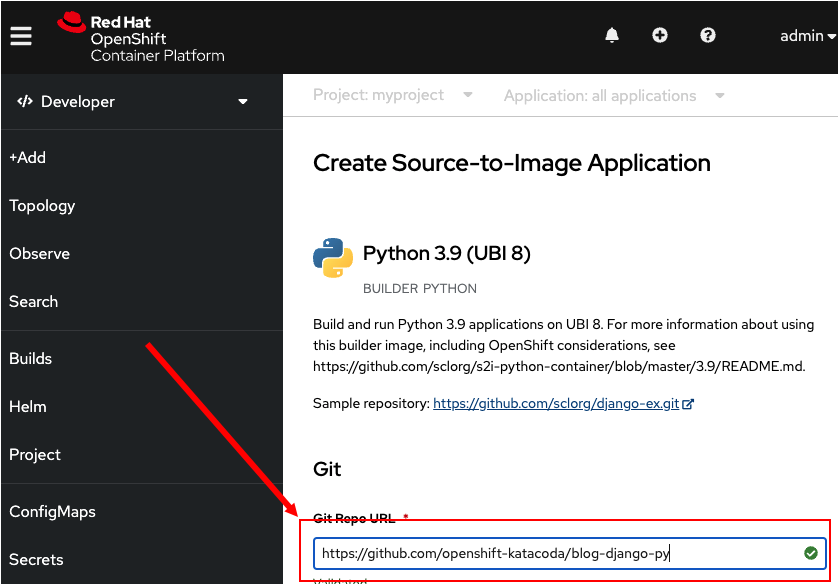 Red Hat
OpenShift
Container Platform
admin
Developer
Project: myproject
Application: all applications
+Add
Topology
Observe
Search
Builds
Helm
Project
ConfigMaps
Secrets
Create Source-to-Image Application
Python 3.9 (UBI 8)
BUILDER PYTHON
Build and run Python 3.9 applications on UBI 8. For more information about using
this builder image, including OpenShift considerations, see
https://github.com/sclorg/s2i-python-container/blob/master/3.9/README.md.
Sample repository: https://github.com/sclorg/django-ex.git
Git
Git Repo URL *
https://github.com/openshift-katacoda/blog-django-py
Validated